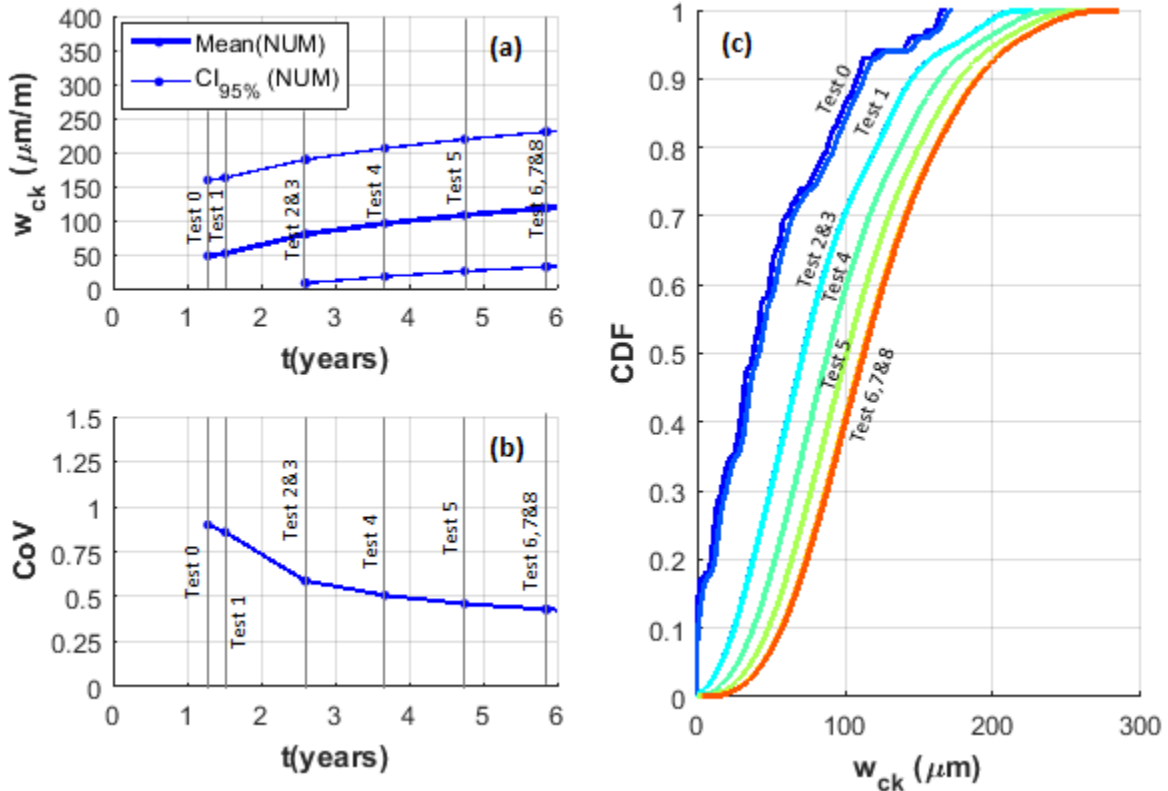 (a)
Mean(NUM)
CI95% (NUM)
400
350
300
250
200
150
100
50
0
wck (μm/m)
Test 0
Test 1
Test 2&3
Test 4
Test 5
Test 6,7&8
0 1 2 3 4 5 6
t(years)
(b)
1.5
1.25
1
0.75
0.5
0.25
0
CoV
Test 0
Test 1
Test 2&3
Test 4
Test 5
Test 6,7&8
0 1 2 3 4 5 6
t(years)
(c)
1
0.9
0.8
0.7
0.6
0.5
0.4
0.3
0.2
0.1
0
CDF
Test 0
Test 1
Test 2&3
Test 4
Test 5
Test 6,7&8
0 100 200 300
wck (μm)